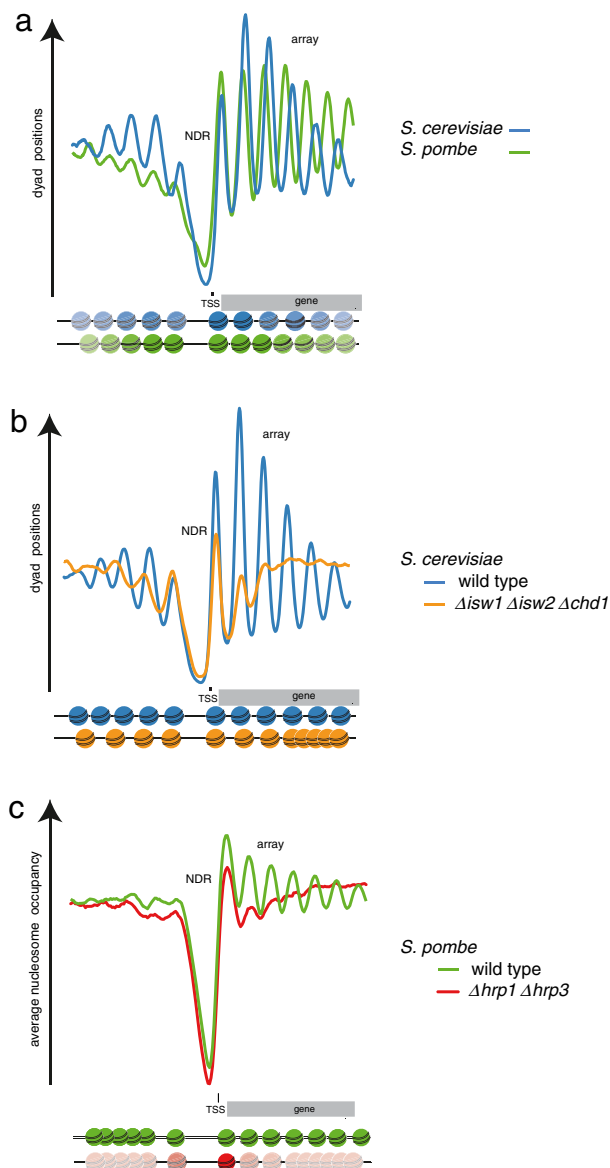 a
array
dyad positions
NDR
S. cerevisiae
S. pombe
TSS
gene
b
array
dyad positions
NDR
S. cerevisiae
wild type
Δisw1 Δisw2 Δchd1
TSS
gene
c
array
average nucleosome occupancy
NDR
S. pombe
wild type
Δhrp1 Δhrp3
TSS
gene